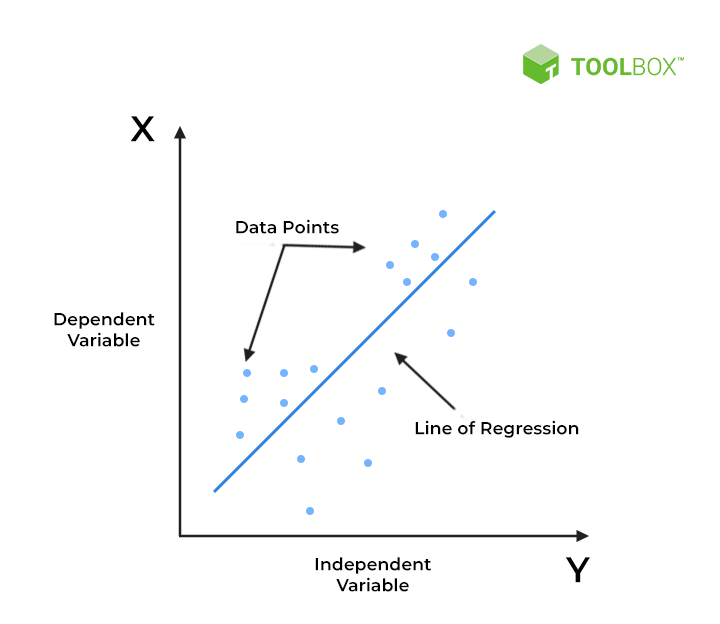 TOOLBOX™
X
Data Points
Dependent
Variable
Line of Regression
Independent
Variable
Y